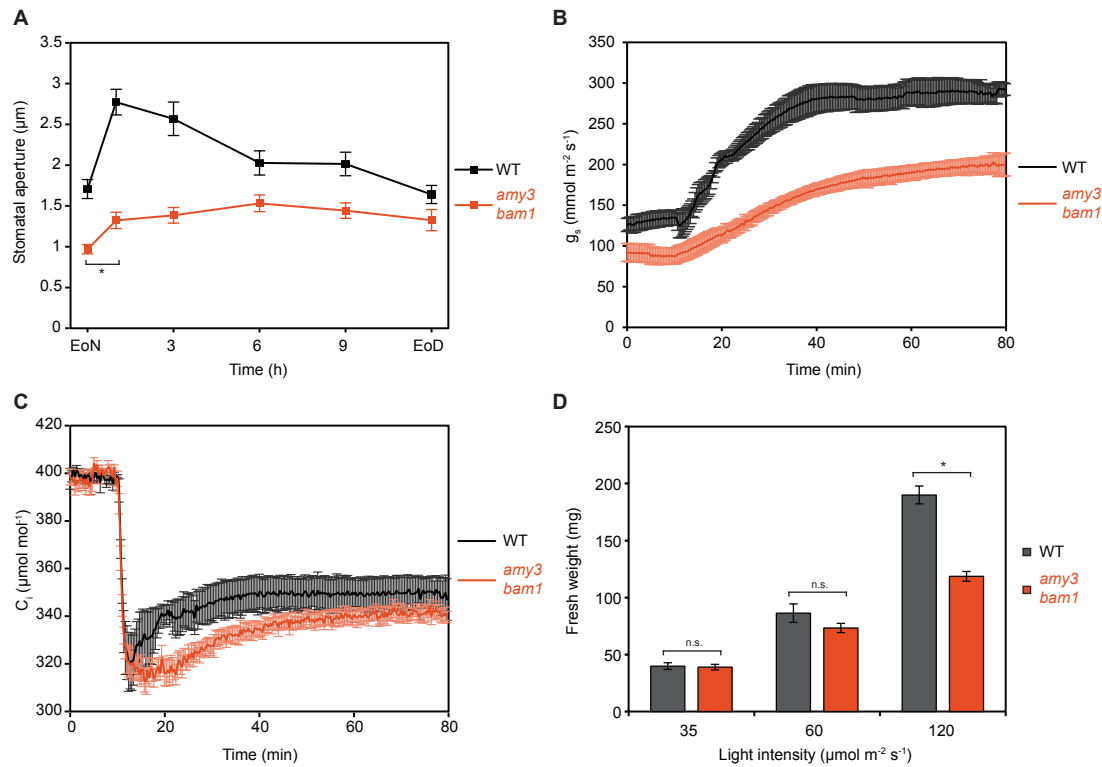 A
3.5
3
2.5
2
1.5
1
0.5
0
Stomatal aperture (µm)
*
EoN
3
6
9
EoD
Time (h)
WT
amy3
bam1
B
350
300
250
200
150
100
50
0
gs (mmol m-2 s-1)
0
20
40
60
80
Time (min)
WT
amy3
bam1
C
420
400
380
360
340
320
300
Ci (µmol mol-1)
0
20
40
60
80
Time (min)
WT
amy3
bam1
D
250
200
150
100
50
0
Fresh weight (mg)
n.s.
n.s.
*
35
60
120
Light intensity (µmol m-2 s-1)
WT
amy3
bam1